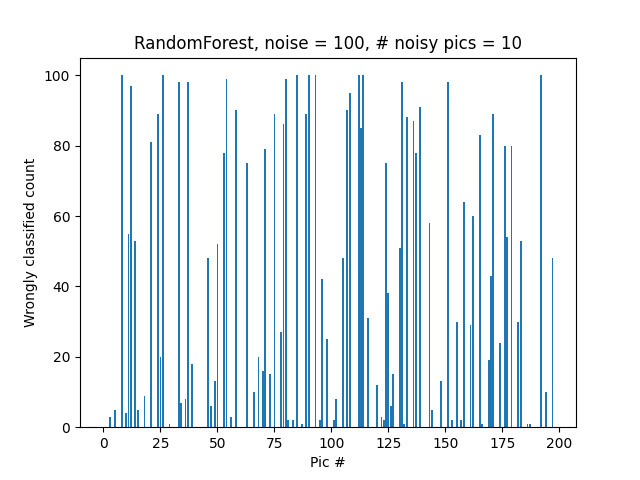 RandomForest, noise = 100, # noisy pics = 10
100
80
60
40
20
0
Wrongly classified count
0 25 50 75 100 125 150 175 200
Pic #